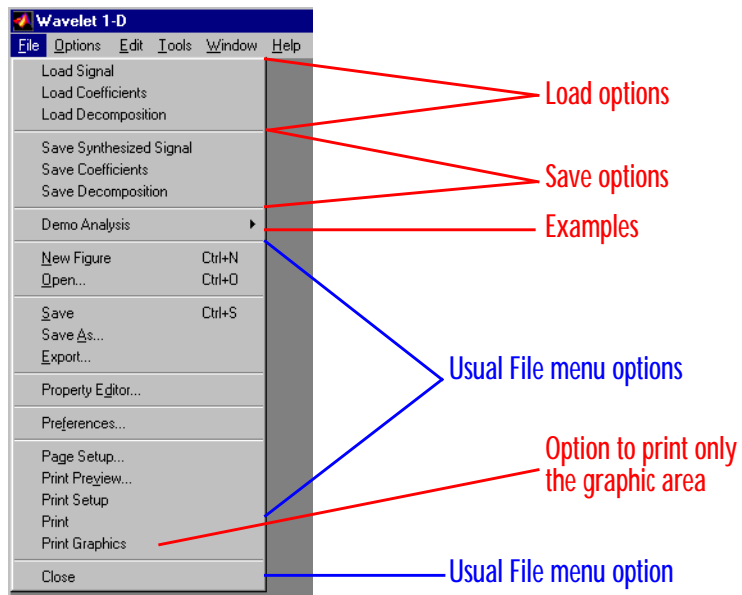 Wavelet 1-D
File Options Edit Tools Window Help
Load Signal
Load Coefficients
Load Decomposition
Load options
Save Synthesized Signal
Save Coefficients
Save Decomposition
Save options
Demo Analysis
Examples
New Figure Ctrl+N
Open... Ctrl+O
Save Ctrl+S
Save As...
Export...
Usual File menu options
Property Editor...
Preferences...
Page Setup...
Print Preview...
Print Setup
Print
Print Graphics
Option to print only
the graphic area
Close
Usual File menu option